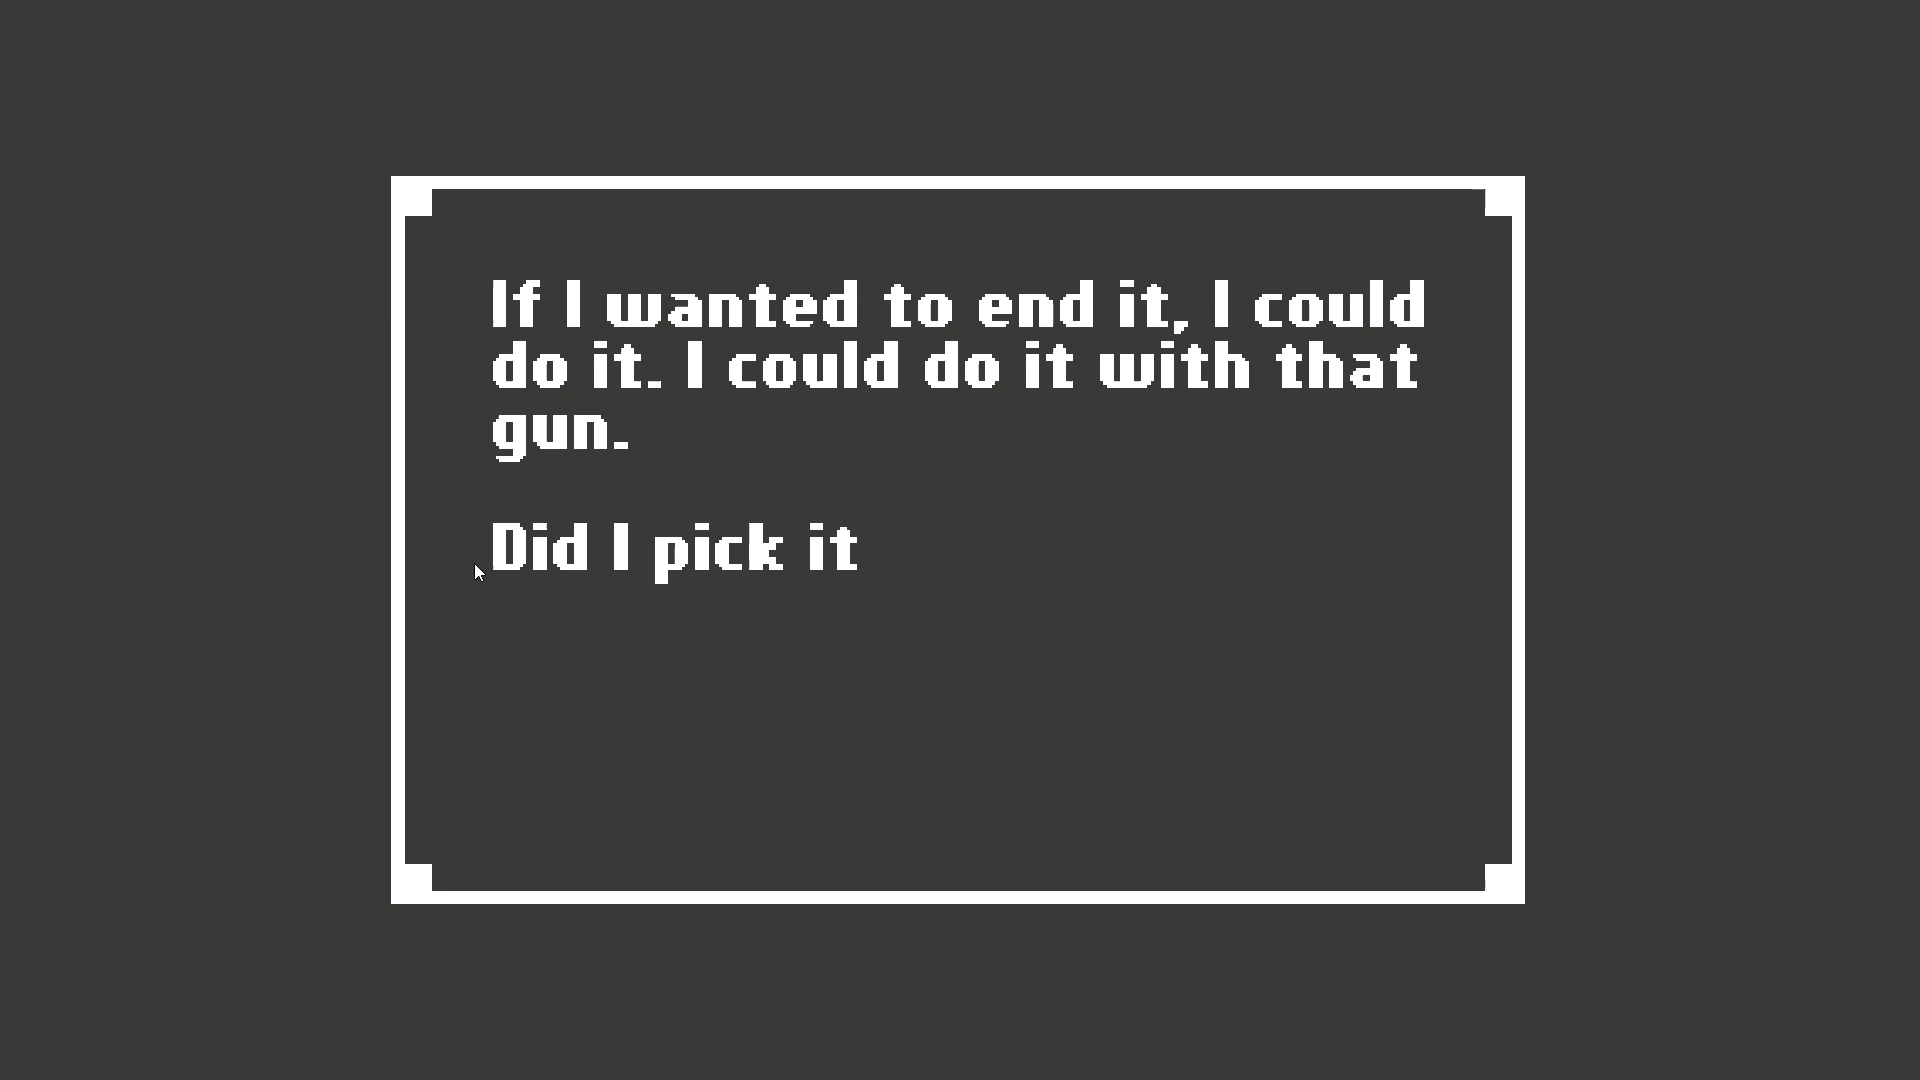 If I wanted to end it, I could
do it. I could do it with that
gun.
Did I pick it